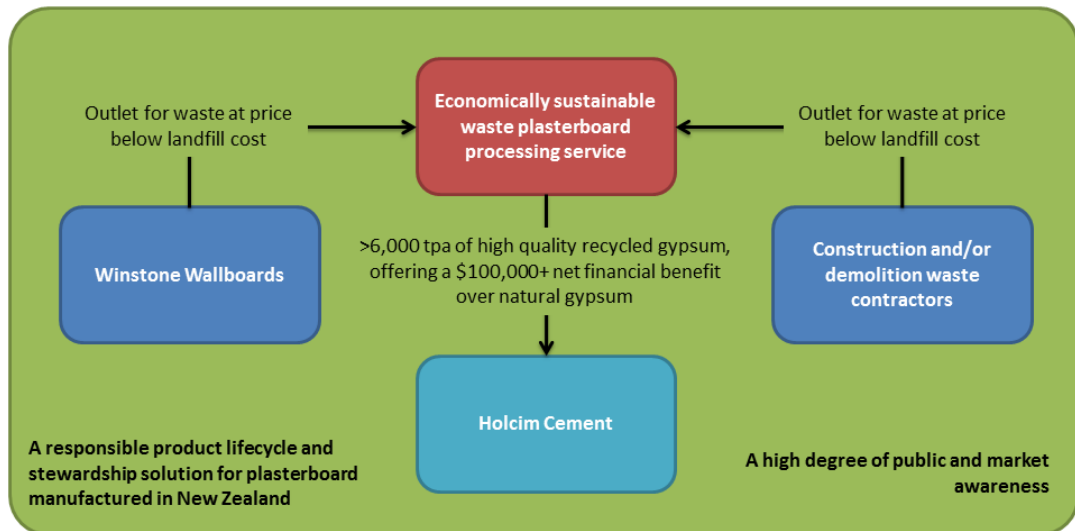 Outlet for waste at price
below landfill cost
Economically sustainable
waste plasterboard
processing service
Outlet for waste at price
below landfill cost
Winstone Wallboards
>6,000 tpa of high quality recycled gypsum,
offering a $100,000+ net financial benefit
over natural gypsum
Construction and/or
demolition waste
contractors
Holcim Cement
A responsible product lifecycle and
stewardship solution for plasterboard
manufactured in New Zealand
A high degree of public and market
awareness